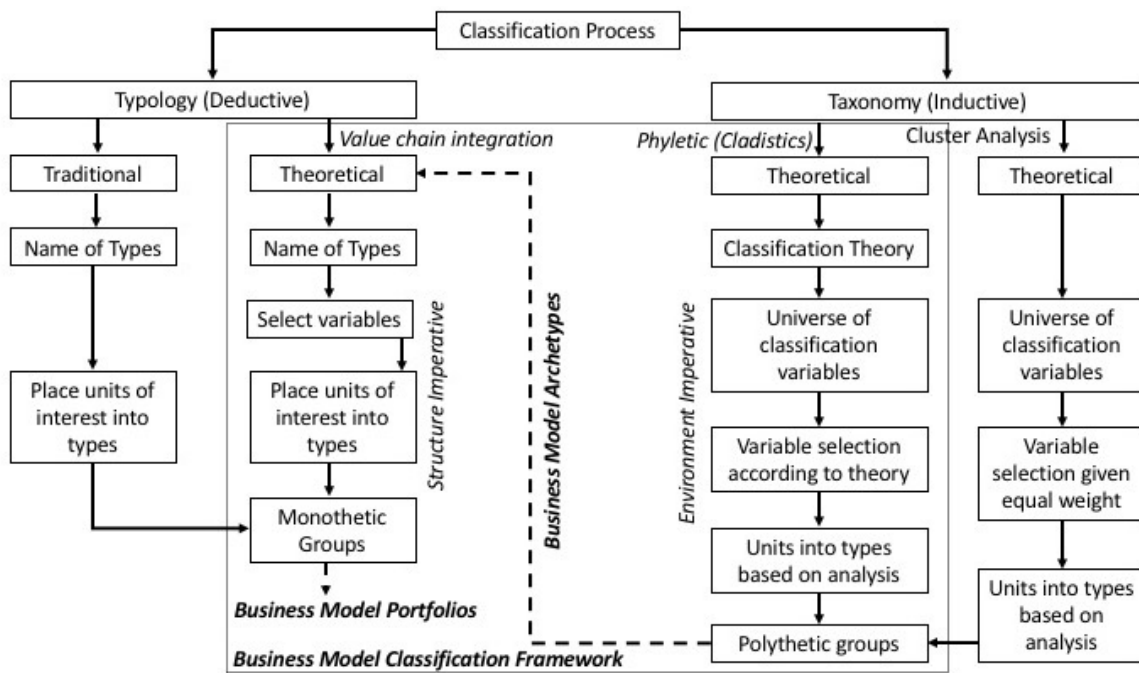 Classification Process
Typology (Deductive)
Taxonomy (Inductive)
Value chain integration
Phyletic (Cladistics)
Cluster Analysis
Traditional
Theoretical
Theoretical
Theoretical
Name of Types
Name of Types
Classification Theory
Select variables
Structure Imperative
Business Model Archetypes
Environment Imperative
Universe of
classification
variables
Universe of
classification
variables
Place units of
interest into
types
Place units of
interest into
types
Variable selection
according to theory
Variable
selection given
equal weight
Monothetic
Groups
Units into types
based on analysis
Units into types
based on
analysis
Business Model Portfolios
Polythetic groups
Business Model Classification Framework